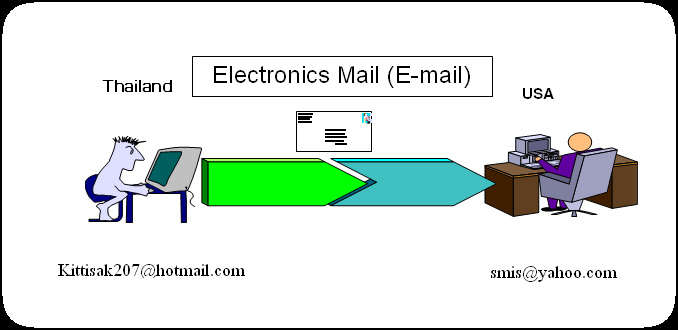 Electronics Mail (E-mail)
Thailand
USA
Kittisak207@hotmail.com
smis@yahoo.com